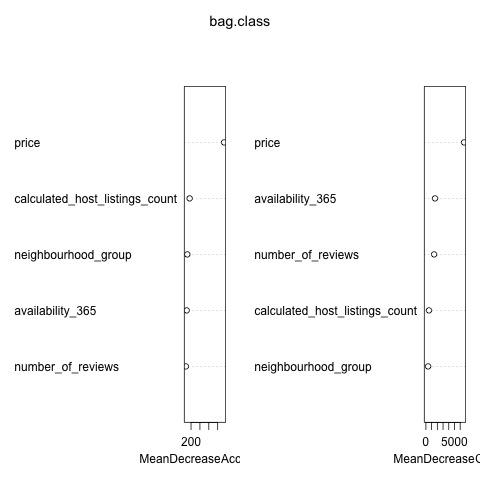 bag.class
price
calculated_host_listings_count
neighbourhood_group
availability_365
number_of_reviews
200
MeanDecreaseAcc
price
availability_365
number_of_reviews
calculated_host_listings_count
neighbourhood_group
0 5000
MeanDecreaseG